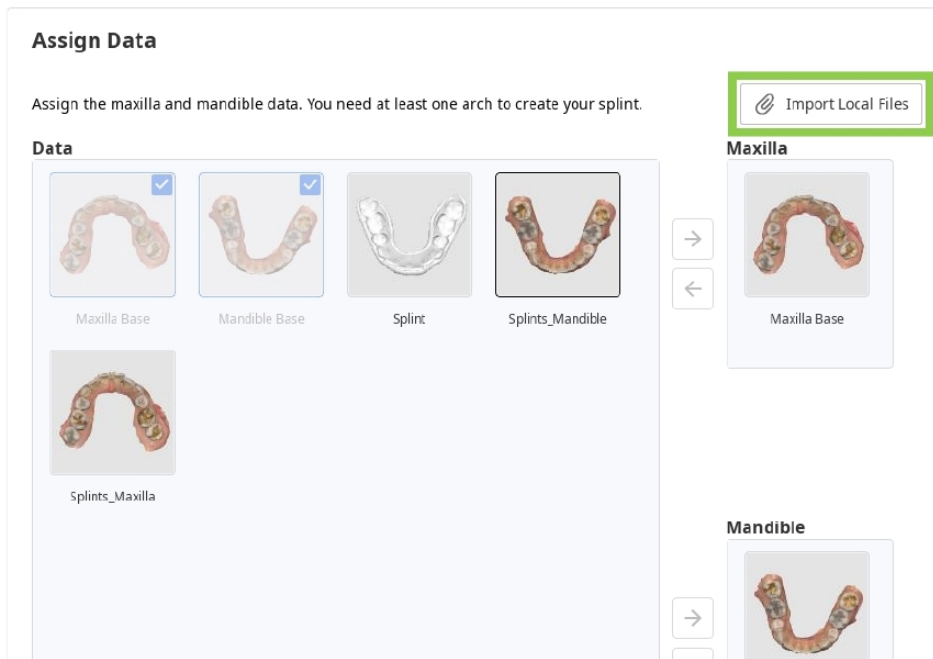 Assign Data
Assign the maxilla and mandible data. You need at least one arch to create your splint.
Import Local Files
Data
Maxilla
Maxilla Base
Mandible Base
Splint
Splints_Mandible
Maxilla Base
Splints_Maxilla
Mandible